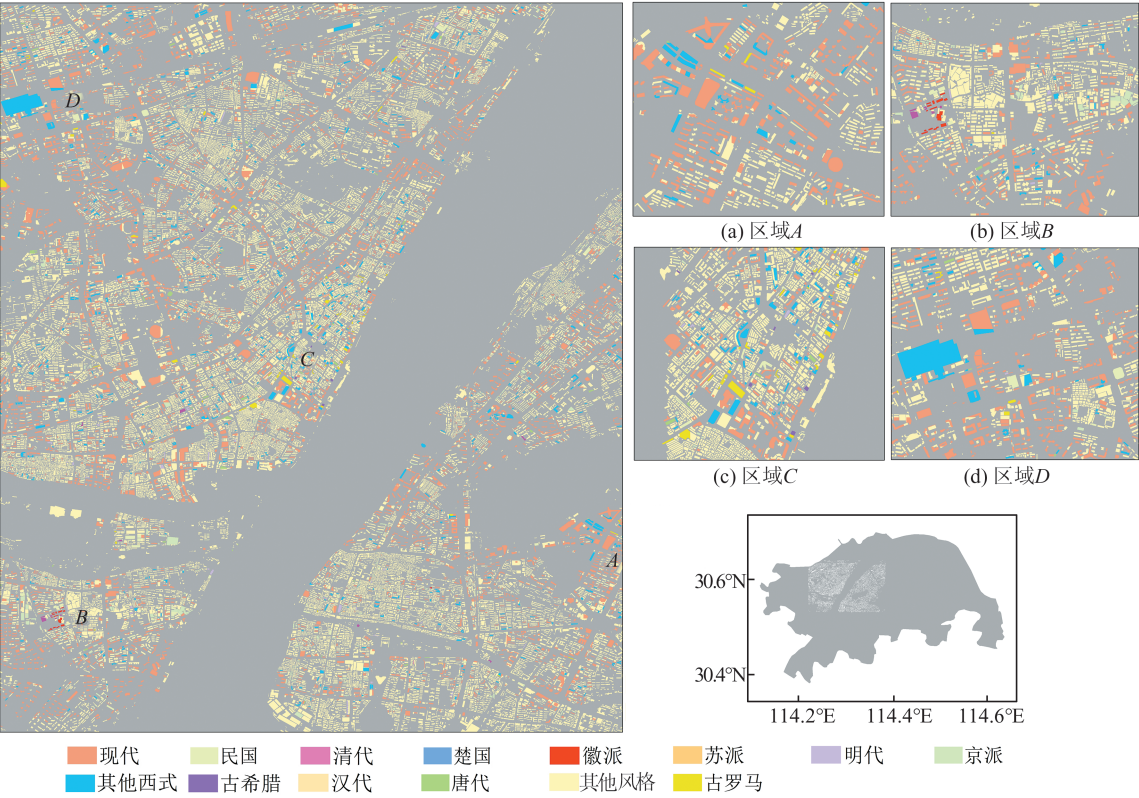 D
C
A
B
(a) 区域A
(b) 区域B
(c) 区域C
(d) 区域D
30.6°N
30.4°N
114.2°E 114.4°E 114.6°E
现代 民国 清代 楚国 徽派 苏派 明代 京派
其他西式 古希腊 汉代 唐代 其他风格 古罗马